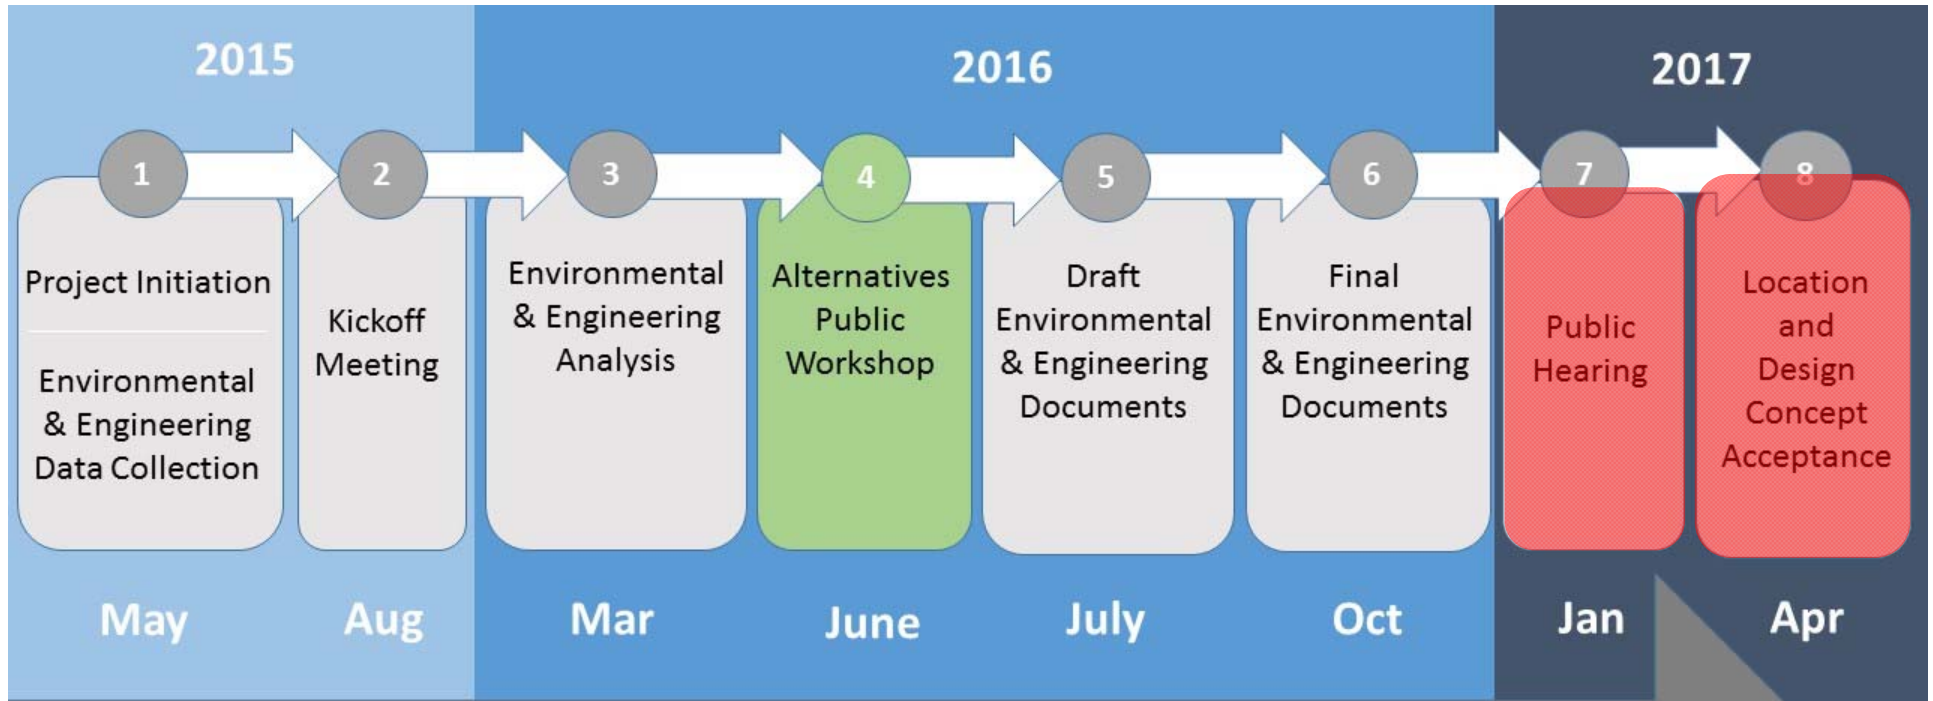 2015
2016
2017
1
2
3
4
5
6
7
8
Project Initiation
Environmental
& Engineering
Data Collection
Kickoff
Meeting
Environmental
& Engineering
Analysis
Alternatives
Public
Workshop
Draft
Environmental
& Engineering
Documents
Final
Environmental
& Engineering
Documents
Public
Hearing
Location
and
Design
Concept
Acceptance
May
Aug
Mar
June
July
Oct
Jan
Apr